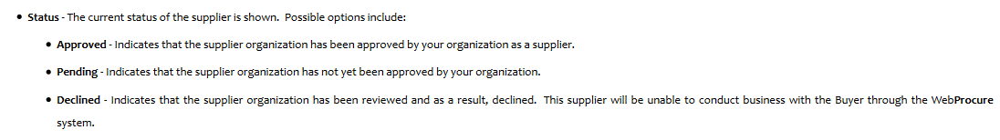 • Status - The current status of the supplier is shown.  Possible options include:
• Approved - Indicates that the supplier organization has been approved by your organization as a supplier.
• Pending - Indicates that the supplier organization has not yet been approved by your organization.
• Declined - Indicates that the supplier organization has been reviewed and as a result, declined.  This supplier will be unable to conduct business with the Buyer through the WebProcure
system.